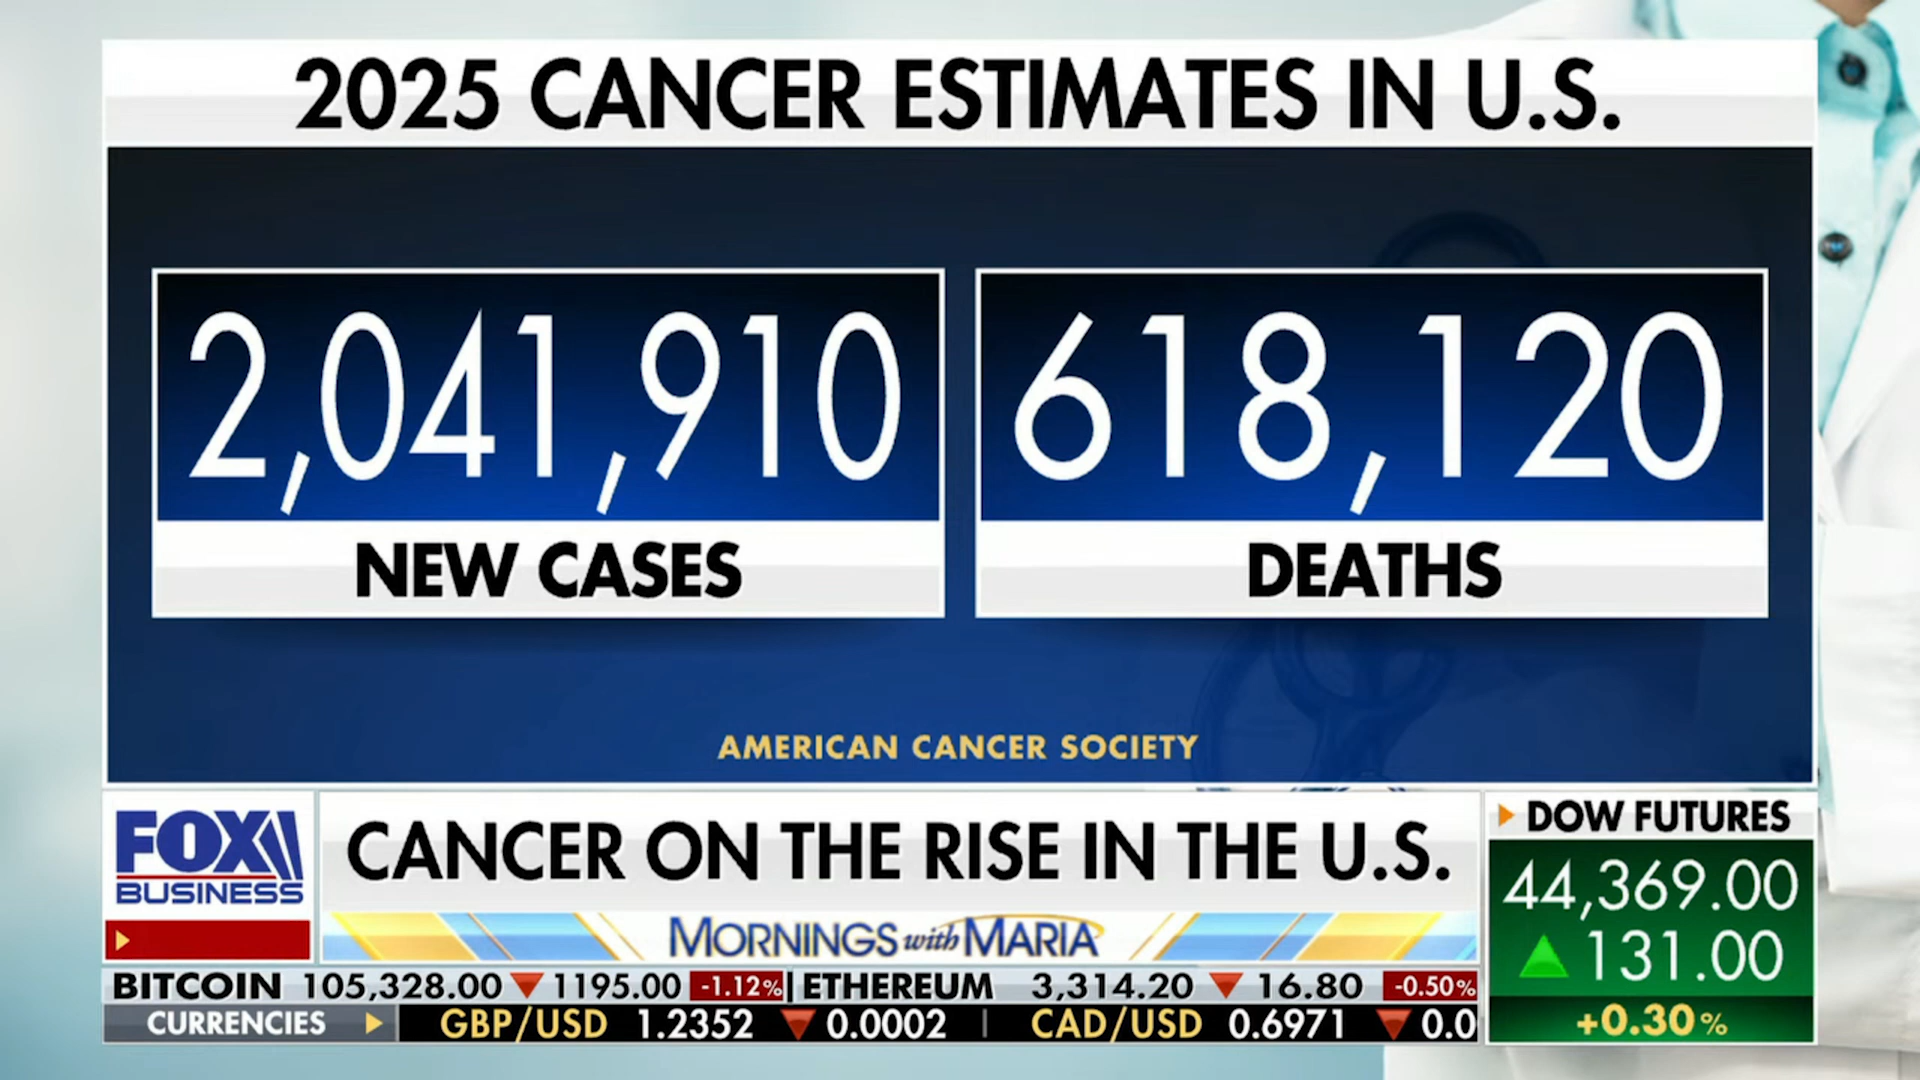 2025 CANCER ESTIMATES IN U.S.
2,041,910
NEW CASES
618,120
DEATHS
AMERICAN CANCER SOCIETY
FOX BUSINESS
CANCER ON THE RISE IN THE U.S.
MORNINGS with MARIA
DOW FUTURES
44,369.00
131.00
+0.30%
BITCOIN 105,328.00 1195.00 -1.12% ETHEREUM 3,314.20 16.80 -0.50%
CURRENCIES GBP/USD 1.2352 0.0002 CAD/USD 0.6971 0.0